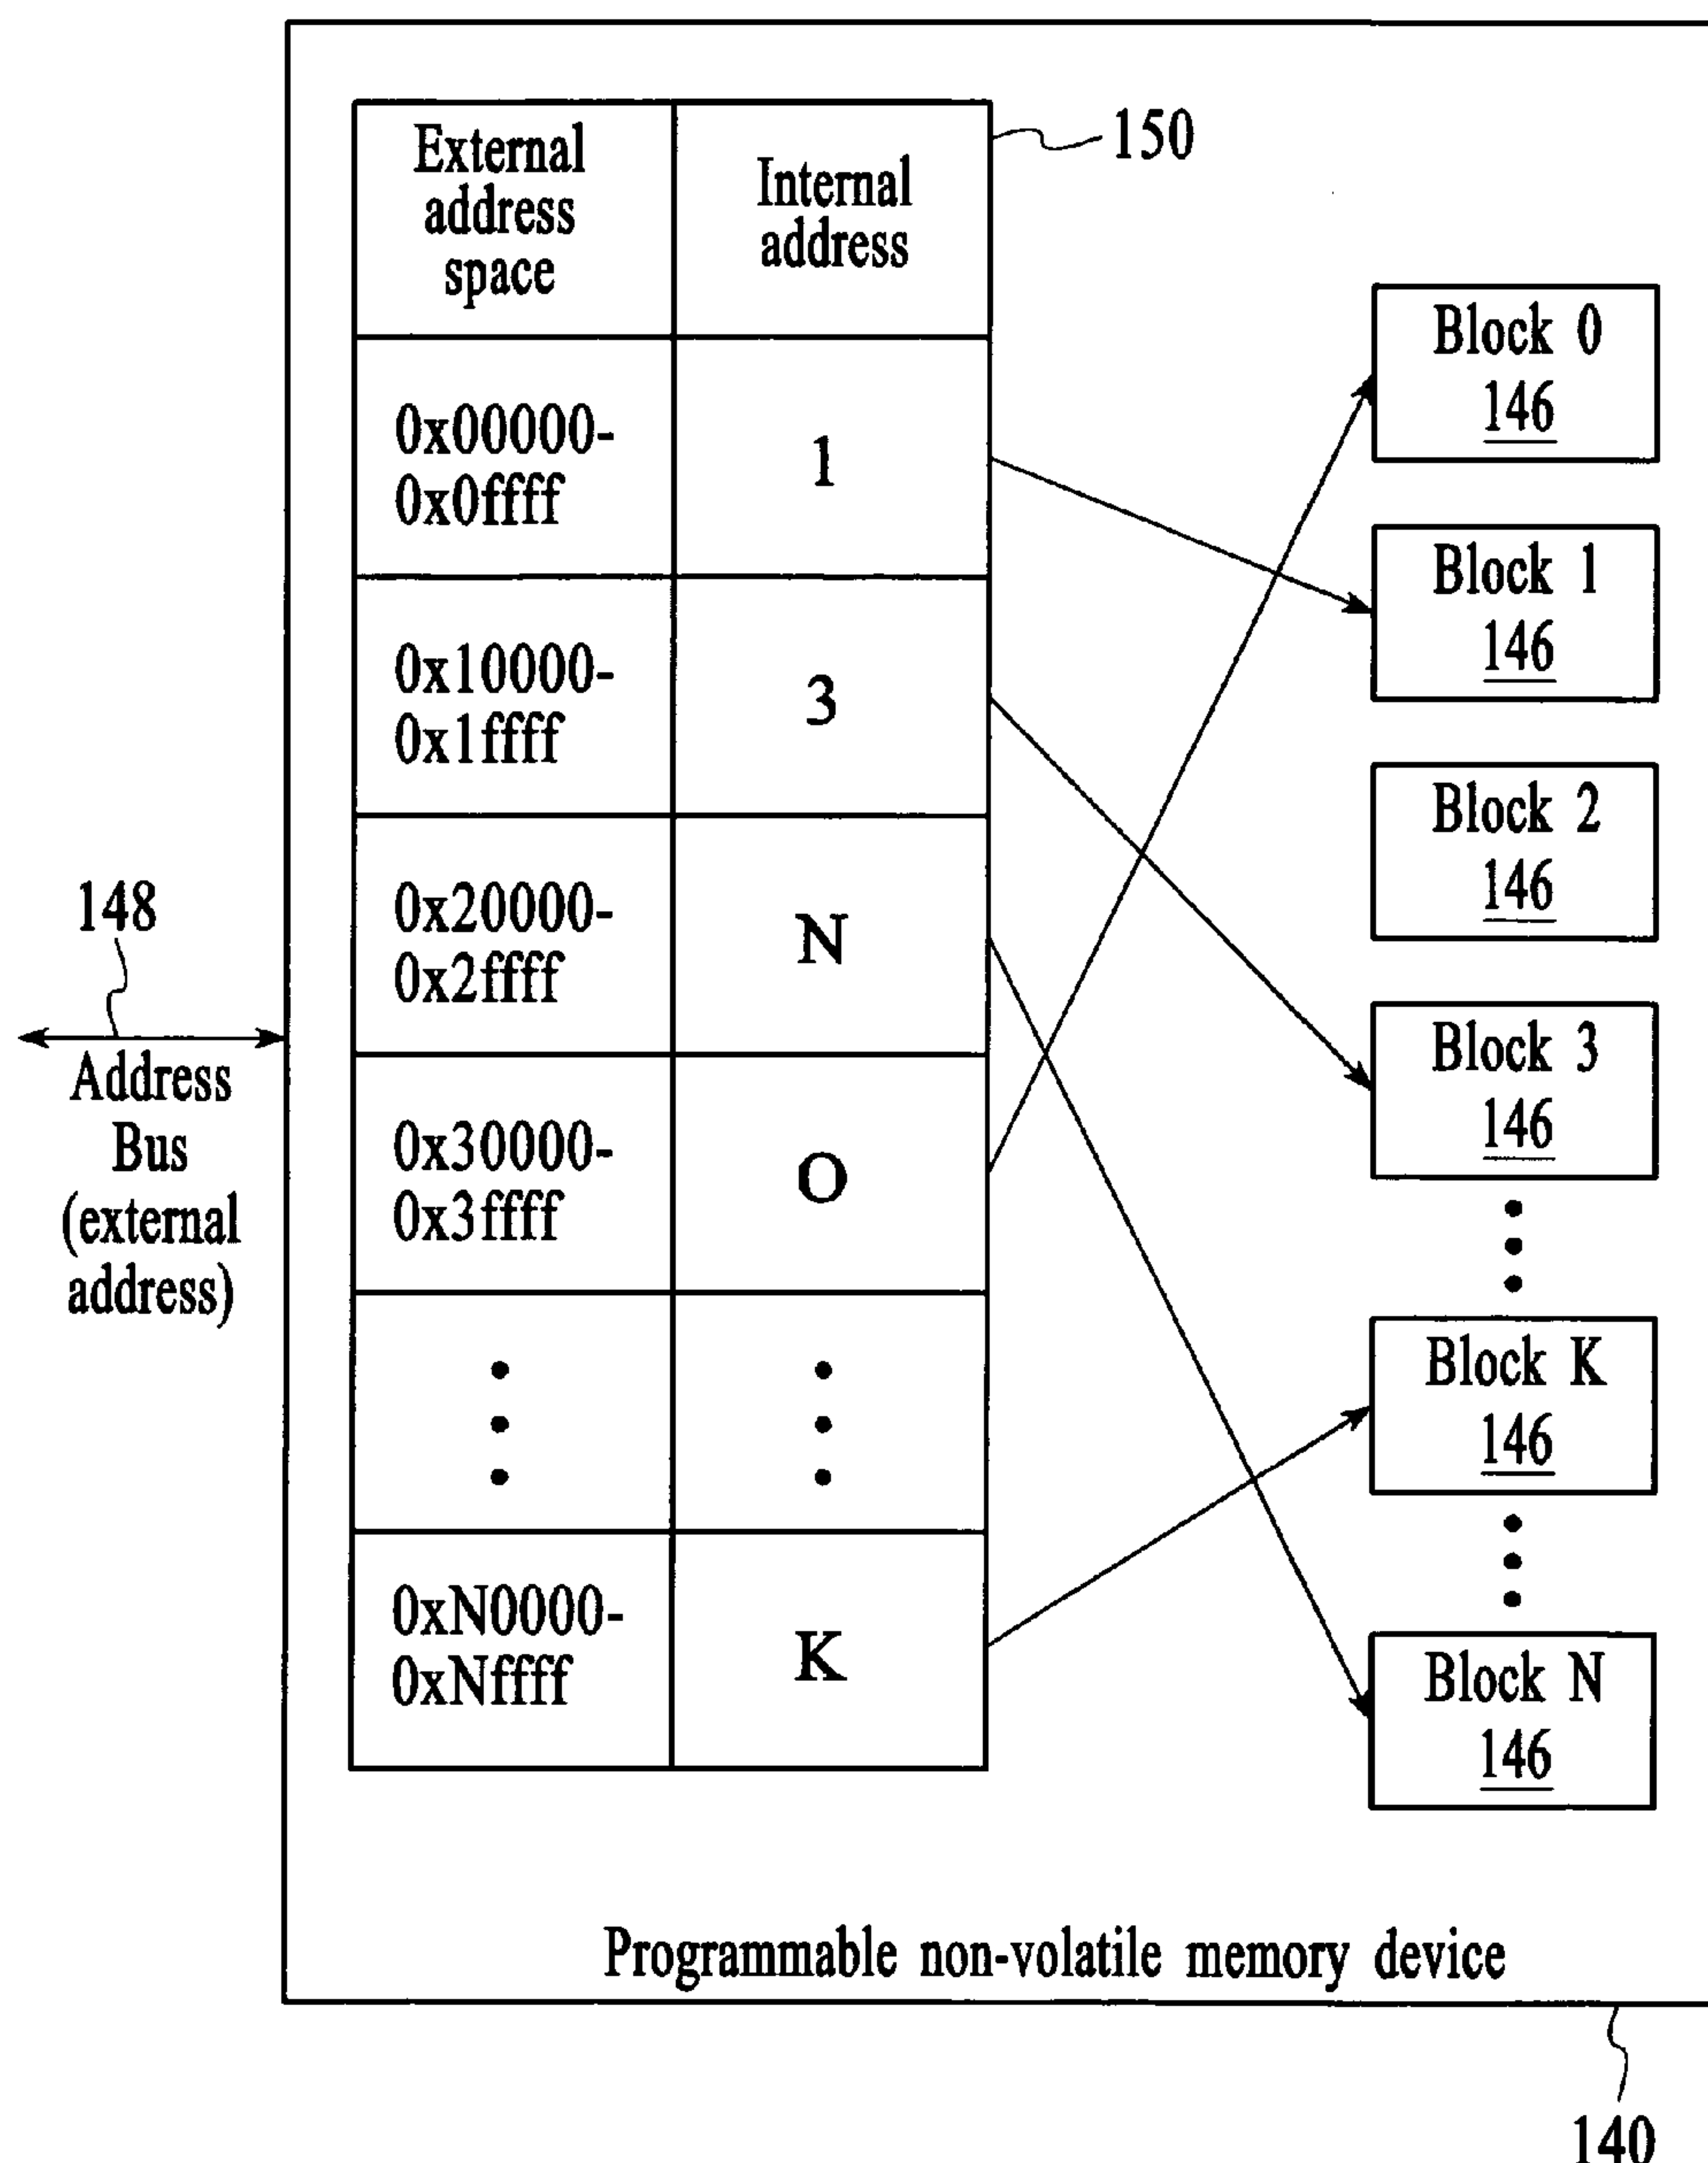 External
address
space
Internal
address
150
0x00000-
0x0ffff
1
0x10000-
0x1ffff
3
0x20000-
0x2ffff
N
0x30000-
0x3ffff
O
0xN0000-
0xNffff
K
Block 0
146
Block 1
146
Block 2
146
Block 3
146
Block K
146
Block N
146
148
Address
Bus
(external
address)
Programmable non-volatile memory device
140